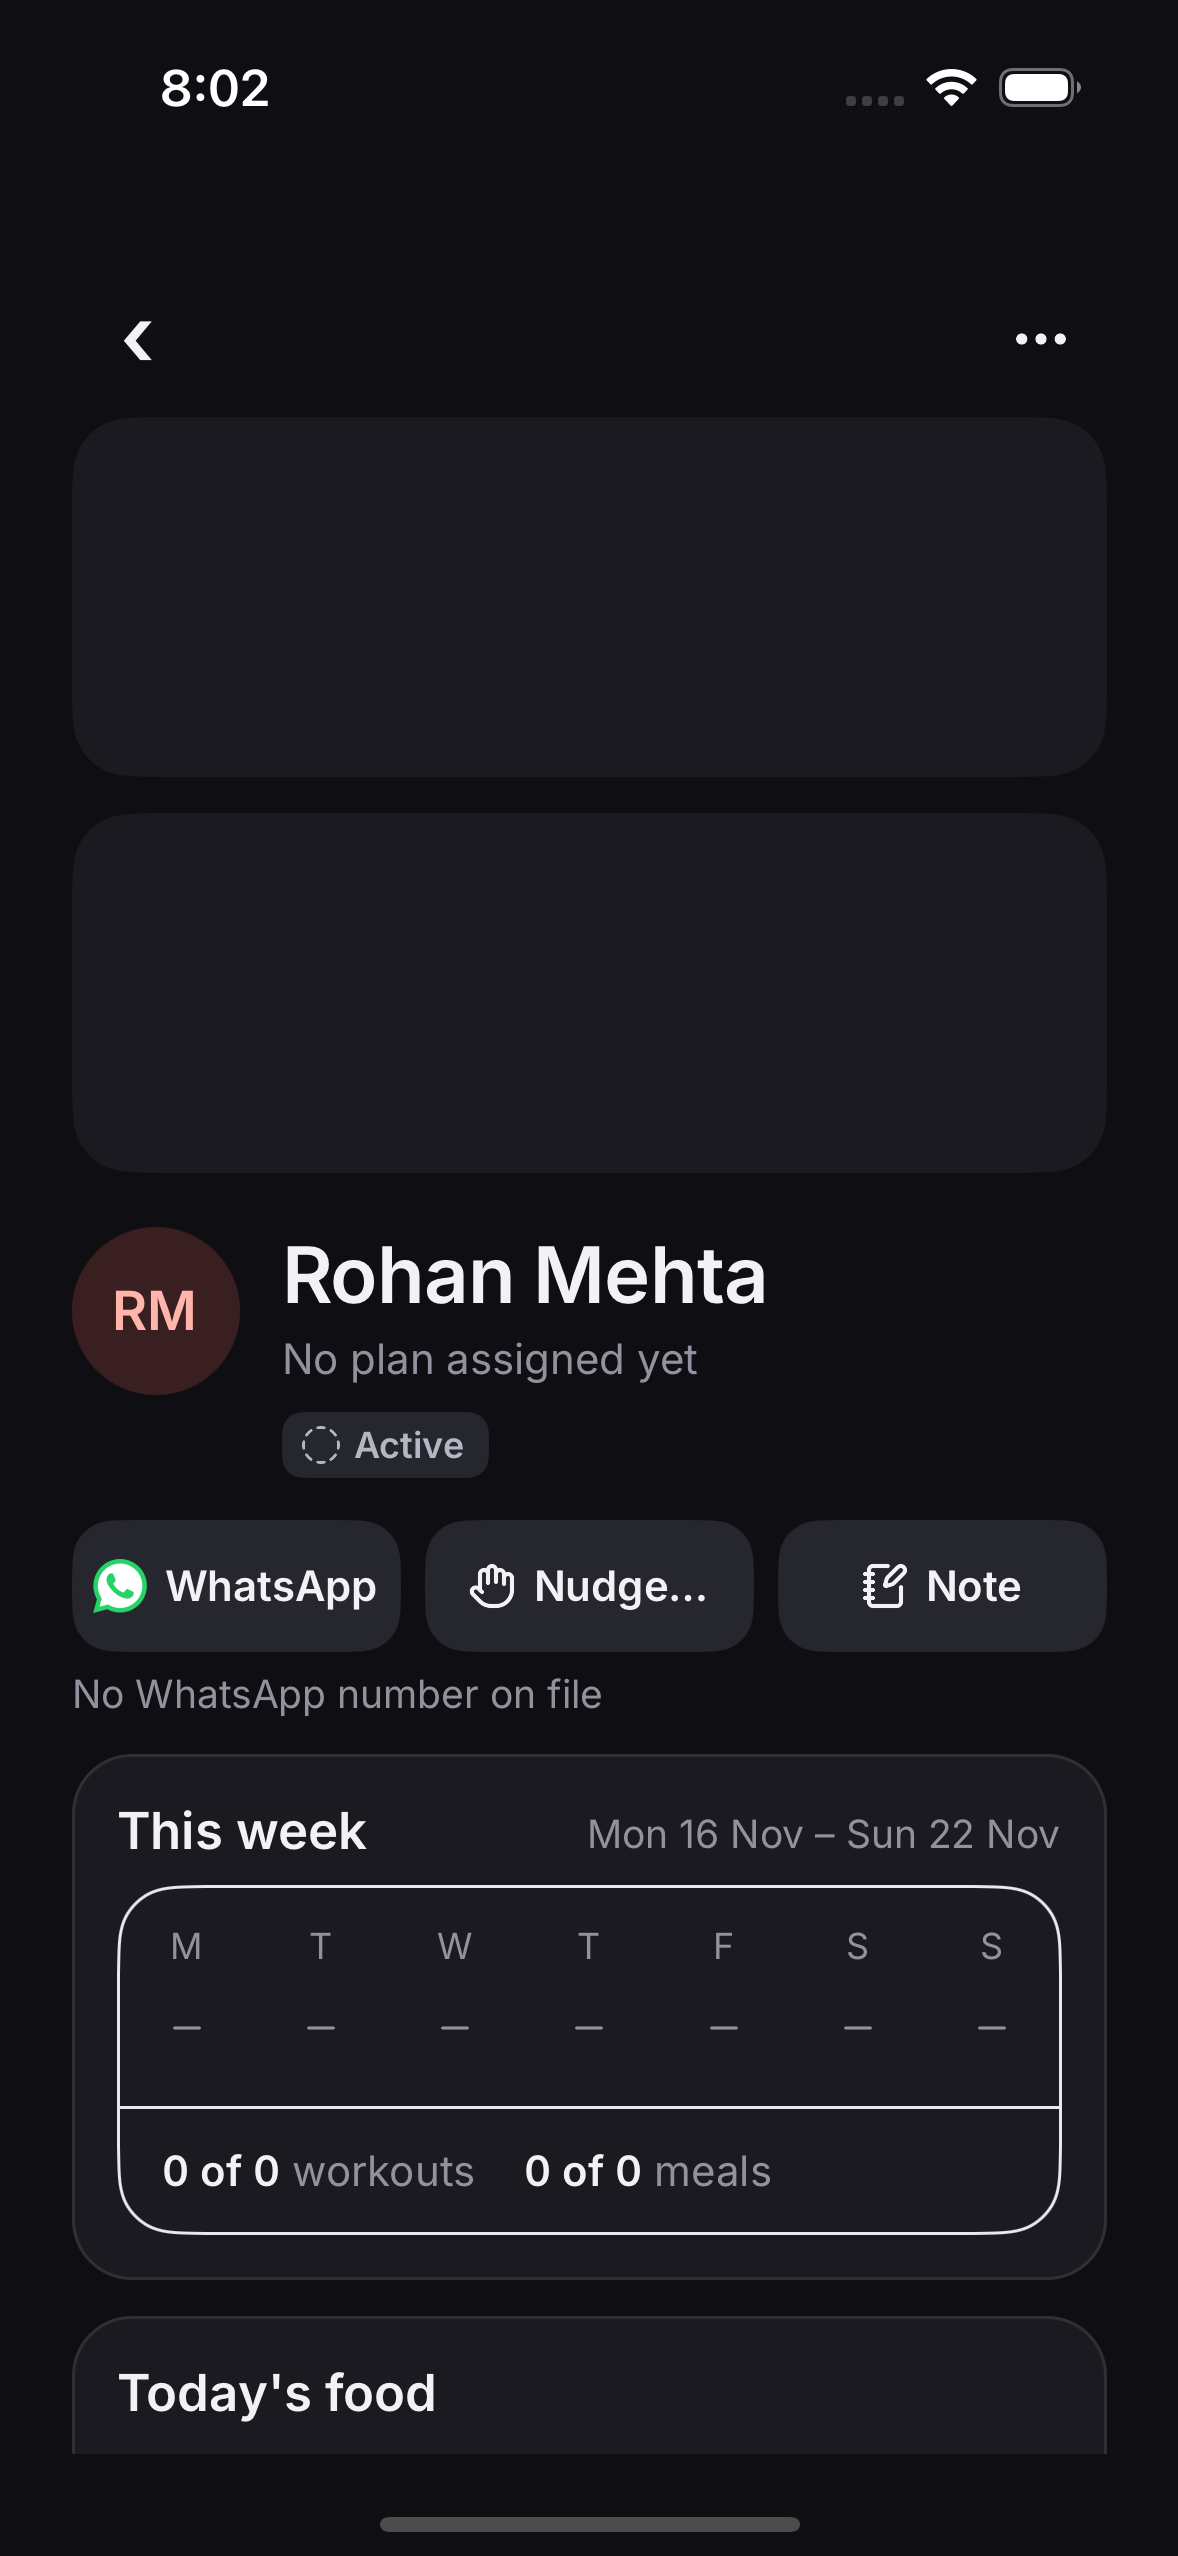 8:02
RM
Rohan Mehta
No plan assigned yet
Active
WhatsApp
Nudge...
Note
No WhatsApp number on file
This week
Mon 16 Nov – Sun 22 Nov
M T W T F S S
– – – – – – –
0 of 0 workouts 0 of 0 meals
Today's food